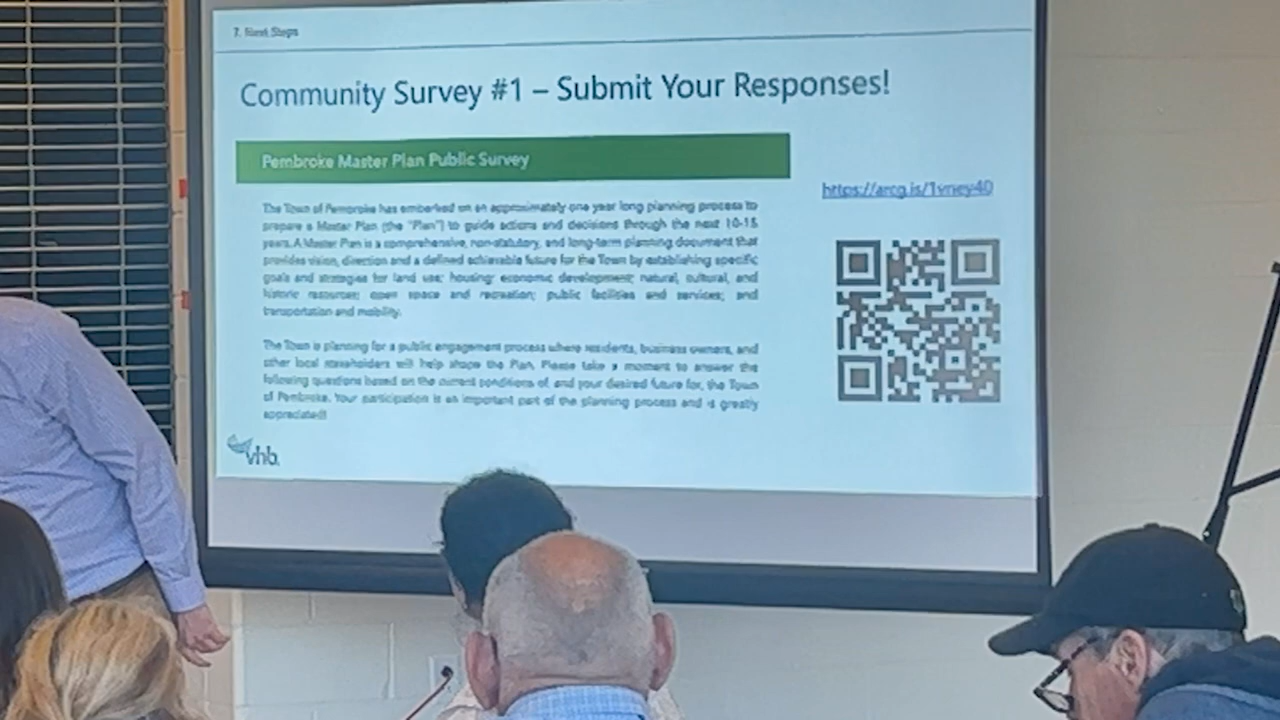 7. Next Steps
Community Survey #1 – Submit Your Responses!
Pembroke Master Plan Public Survey
The Town of Pembroke has embarked on an approximately one year long planning process to
prepare a Master Plan (the "Plan") to guide actions and decisions through the next 10-15
years. A Master Plan is a comprehensive, non-statutory, and long-term planning document that
provides vision, direction and a defined achievable future for the Town by establishing specific
goals and strategies for land use; housing; economic development; natural, cultural, and
historic resources; open space and recreation; public facilities and services; and
transportation and mobility.
The Town is planning for a public engagement process where residents, business owners, and
other local stakeholders will help shape the Plan. Please take a moment to answer the
following questions based on the current conditions of, and your desired future for, the Town
of Pembroke. Your participation is an important part of the planning process and is greatly
appreciated!
vhb.